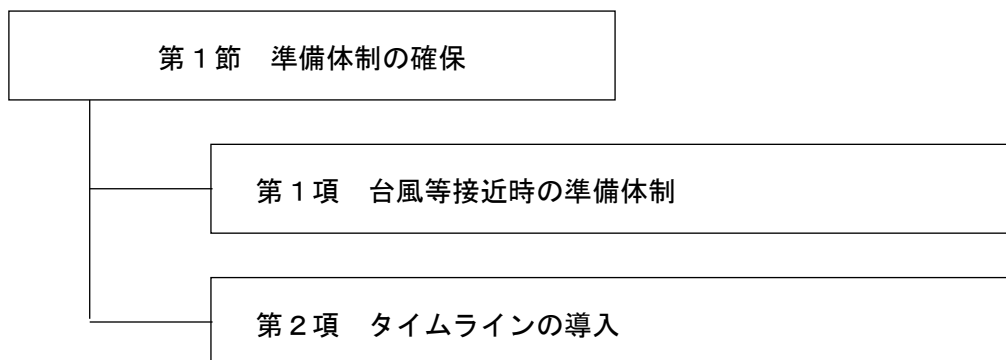 第１節　準備体制の確保
第１項　台風等接近時の準備体制
第２項　タイムラインの導入